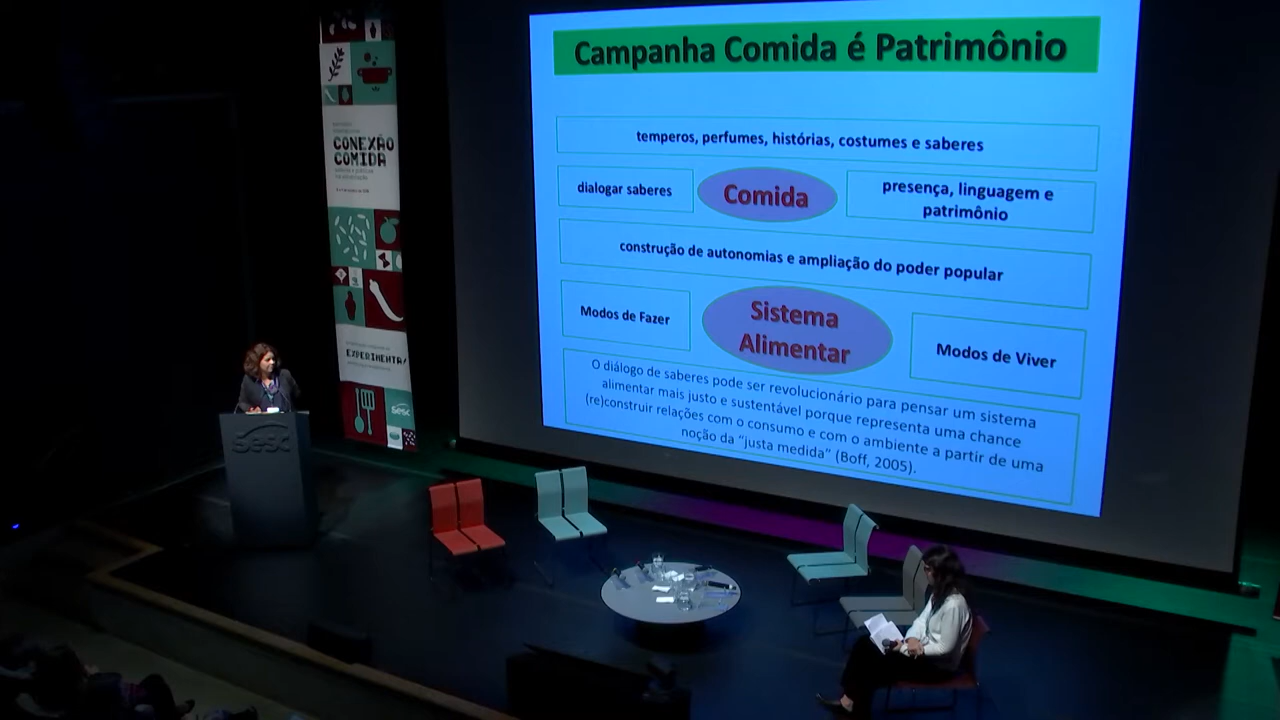 Campanha Comida é Patrimônio
temperos, perfumes, histórias, costumes e saberes
dialogar saberes
Comida
presença, linguagem e
patrimônio
construção de autonomias e ampliação do poder popular
Modos de Fazer
Sistema
Alimentar
Modos de Viver
O diálogo de saberes pode ser revolucionário para pensar um sistema
alimentar mais justo e sustentável porque representa uma chance
(re)construir relações com o consumo e com o ambiente a partir de uma
noção da “justa medida” (Boff, 2005).
CONEXÃO
COMIDA
EXPERIMENTA!
Sesc
Sesc